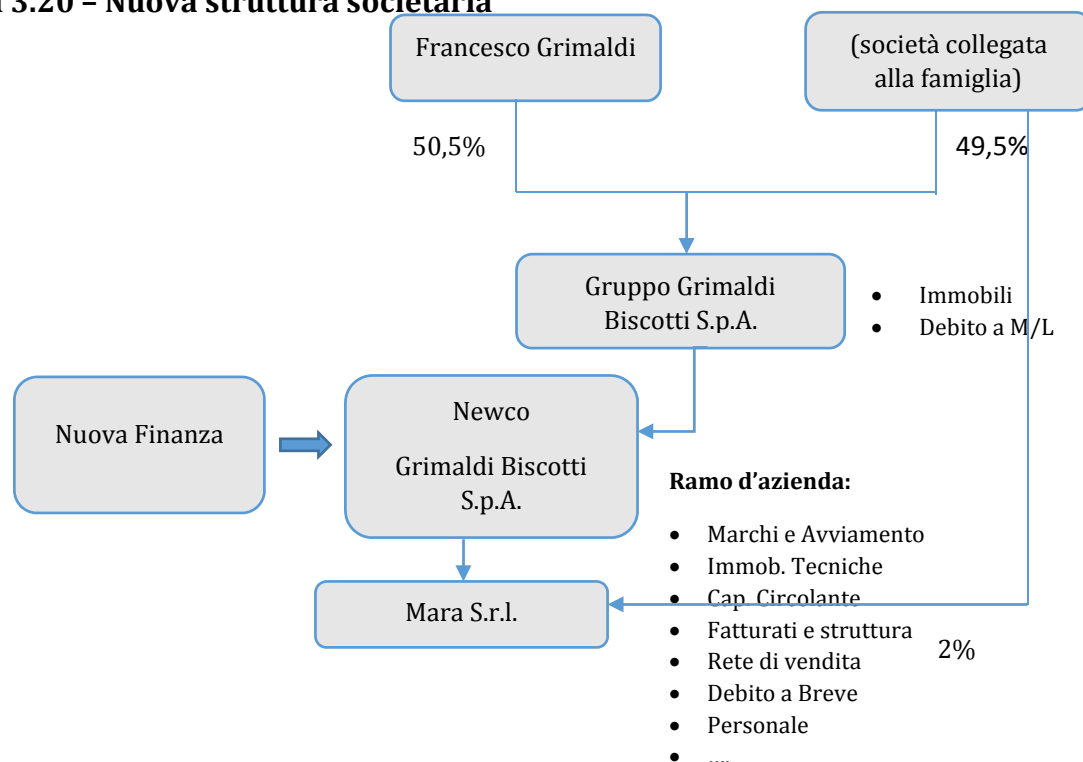 3.20 – Nuova struttura societaria
Francesco Grimaldi
(società collegata
alla famiglia)
50,5%
49,5%
Gruppo Grimaldi
Biscotti S.p.A.
• Immobili
• Debito a M/L
Nuova Finanza
Newco
Grimaldi Biscotti
S.p.A.
Ramo d'azienda:
• Marchi e Avviamento
• Immob. Tecniche
• Cap. Circolante
• Fatturati e struttura
• Rete di vendita
• Debito a Breve
• Personale
• ....
Mara S.r.l.
2%